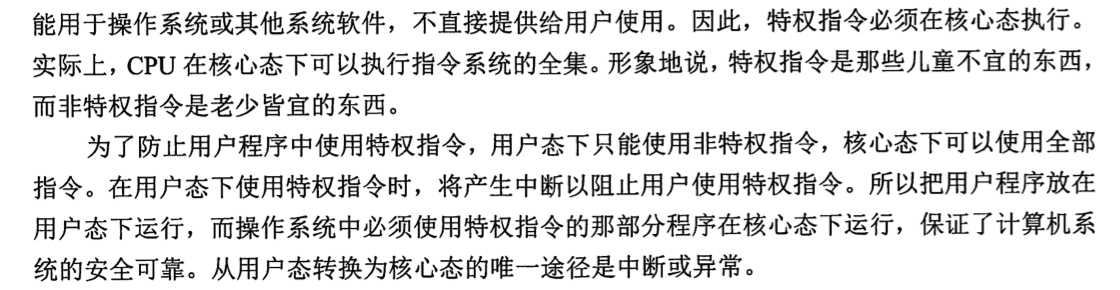 能用于操作系统或其他系统软件，不直接提供给用户使用。因此，特权指令必须在核心态执行。
实际上，CPU 在核心态下可以执行指令系统的全集。形象地说，特权指令是那些儿童不宜的东西，
而非特权指令是老少皆宜的东西。
为了防止用户程序中使用特权指令，用户态下只能使用非特权指令，核心态下可以使用全部
指令。在用户态下使用特权指令时，将产生中断以阻止用户使用特权指令。所以把用户程序放在
用户态下运行，而操作系统中必须使用特权指令的那部分程序在核心态下运行，保证了计算机系
统的安全可靠。从用户态转换为核心态的唯一途径是中断或异常。